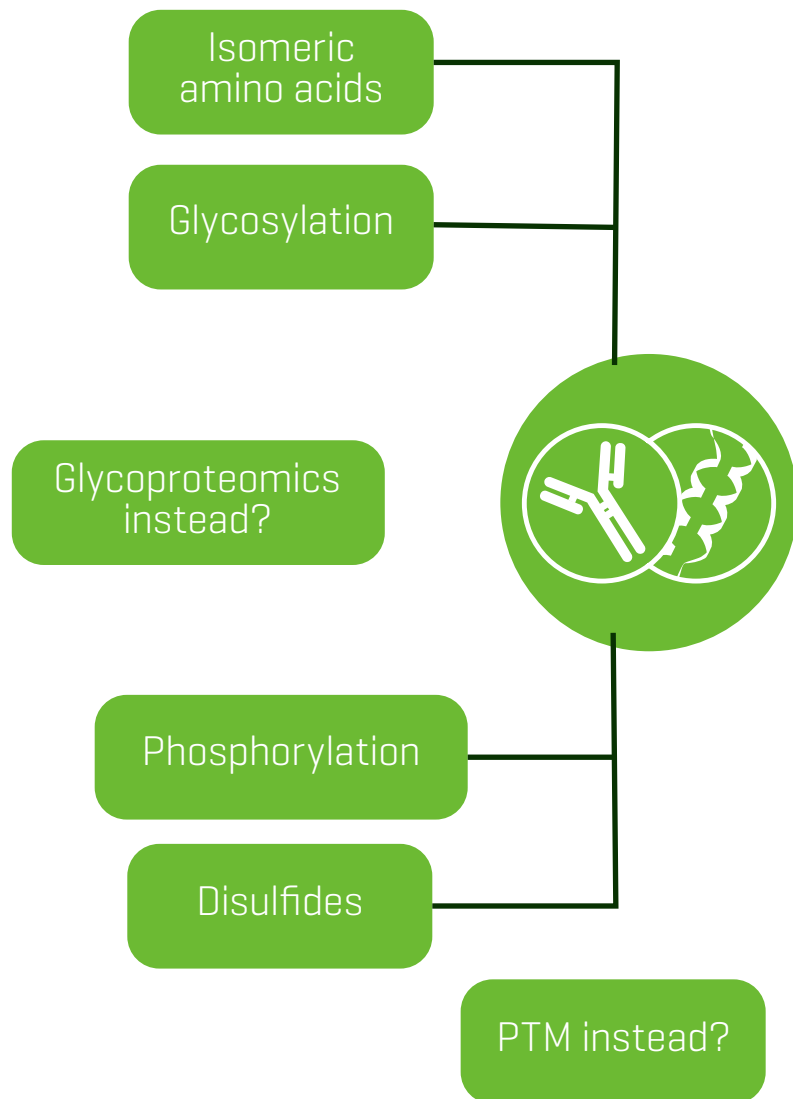 Isomeric
amino acids
Glycosylation
Glycoproteomics
instead?
Phosphorylation
Disulfides
PTM instead?